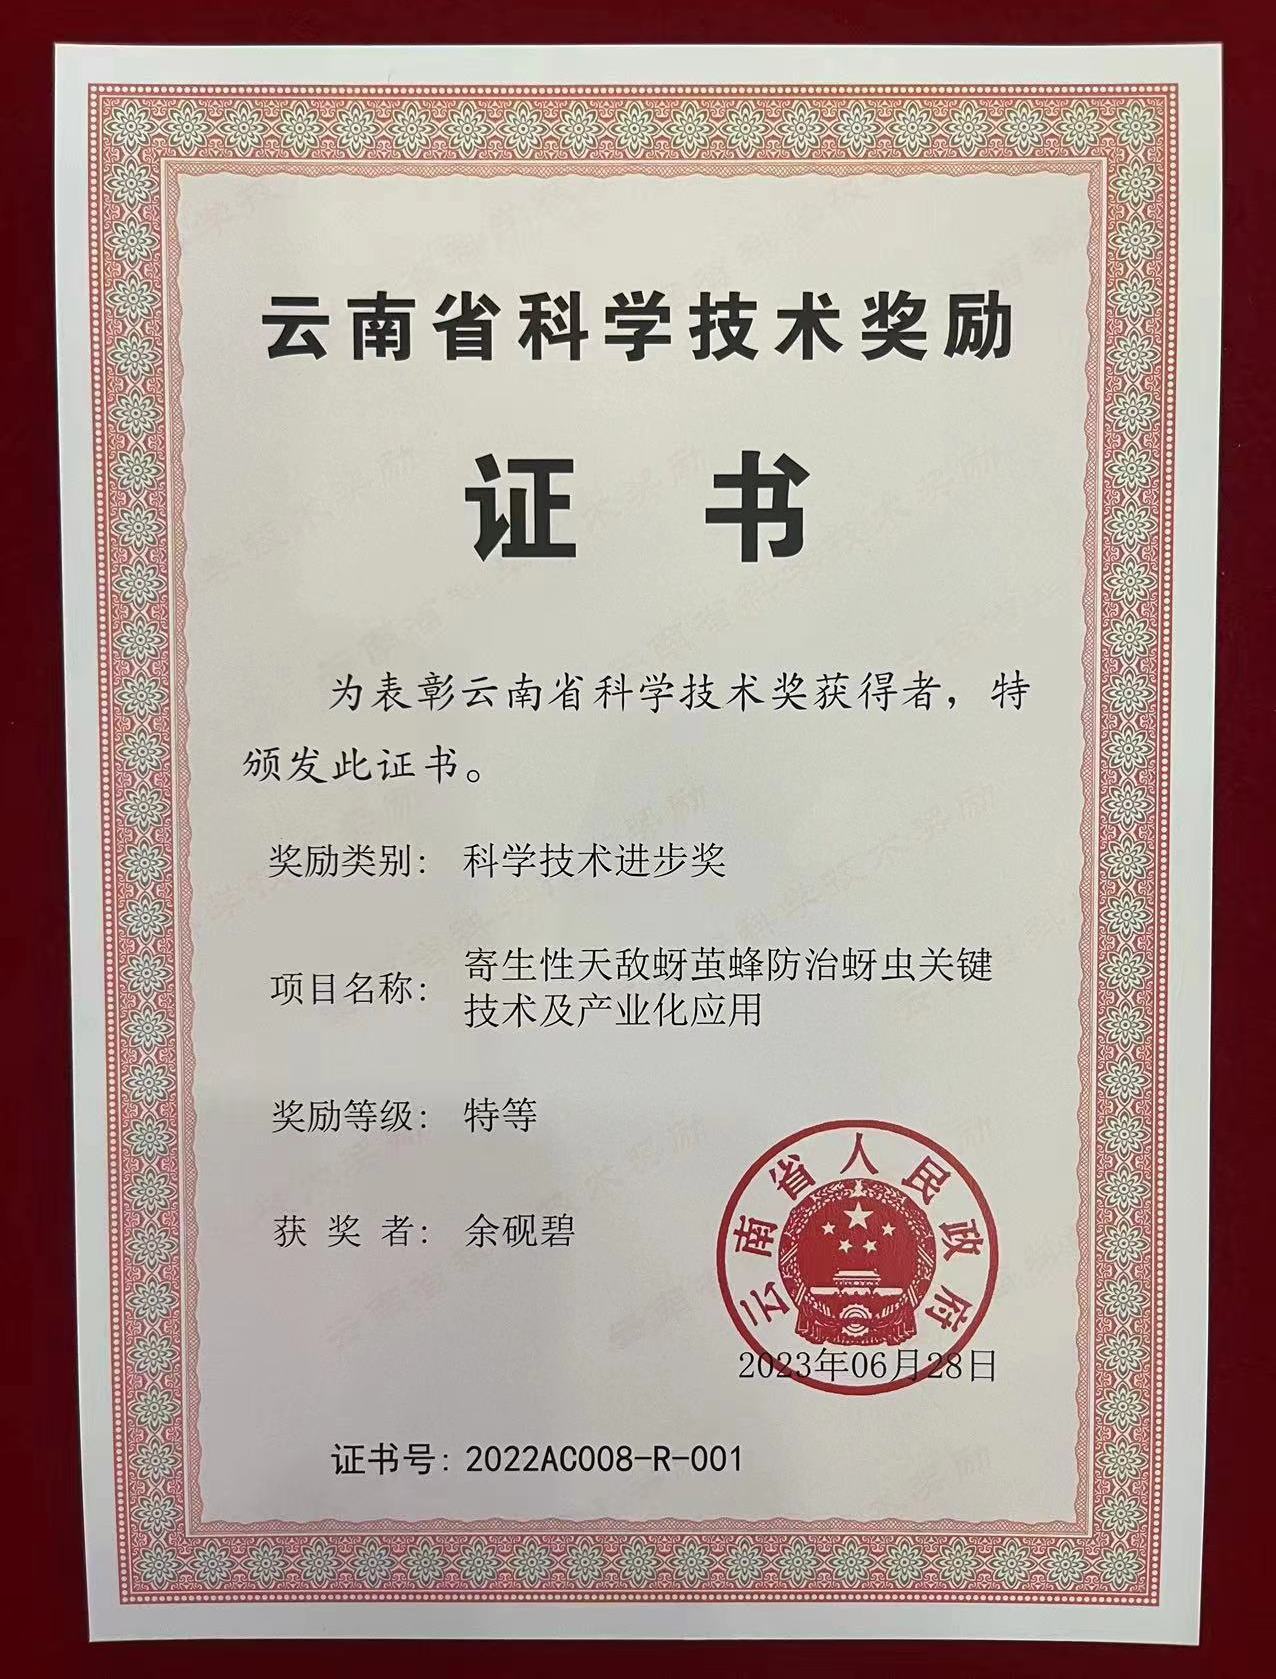 云南省科学技术奖励
证书
为表彰云南省科学技术奖获得者，特
颁发此证书。
奖励类别： 科学技术进步奖
项目名称： 寄生性天敌蚜茧蜂防治蚜虫关键
技术及产业化应用
奖励等级： 特等
获奖者： 余砚碧
云南省人民政府
2023年06月28日
证书号：2022AC008-R-001